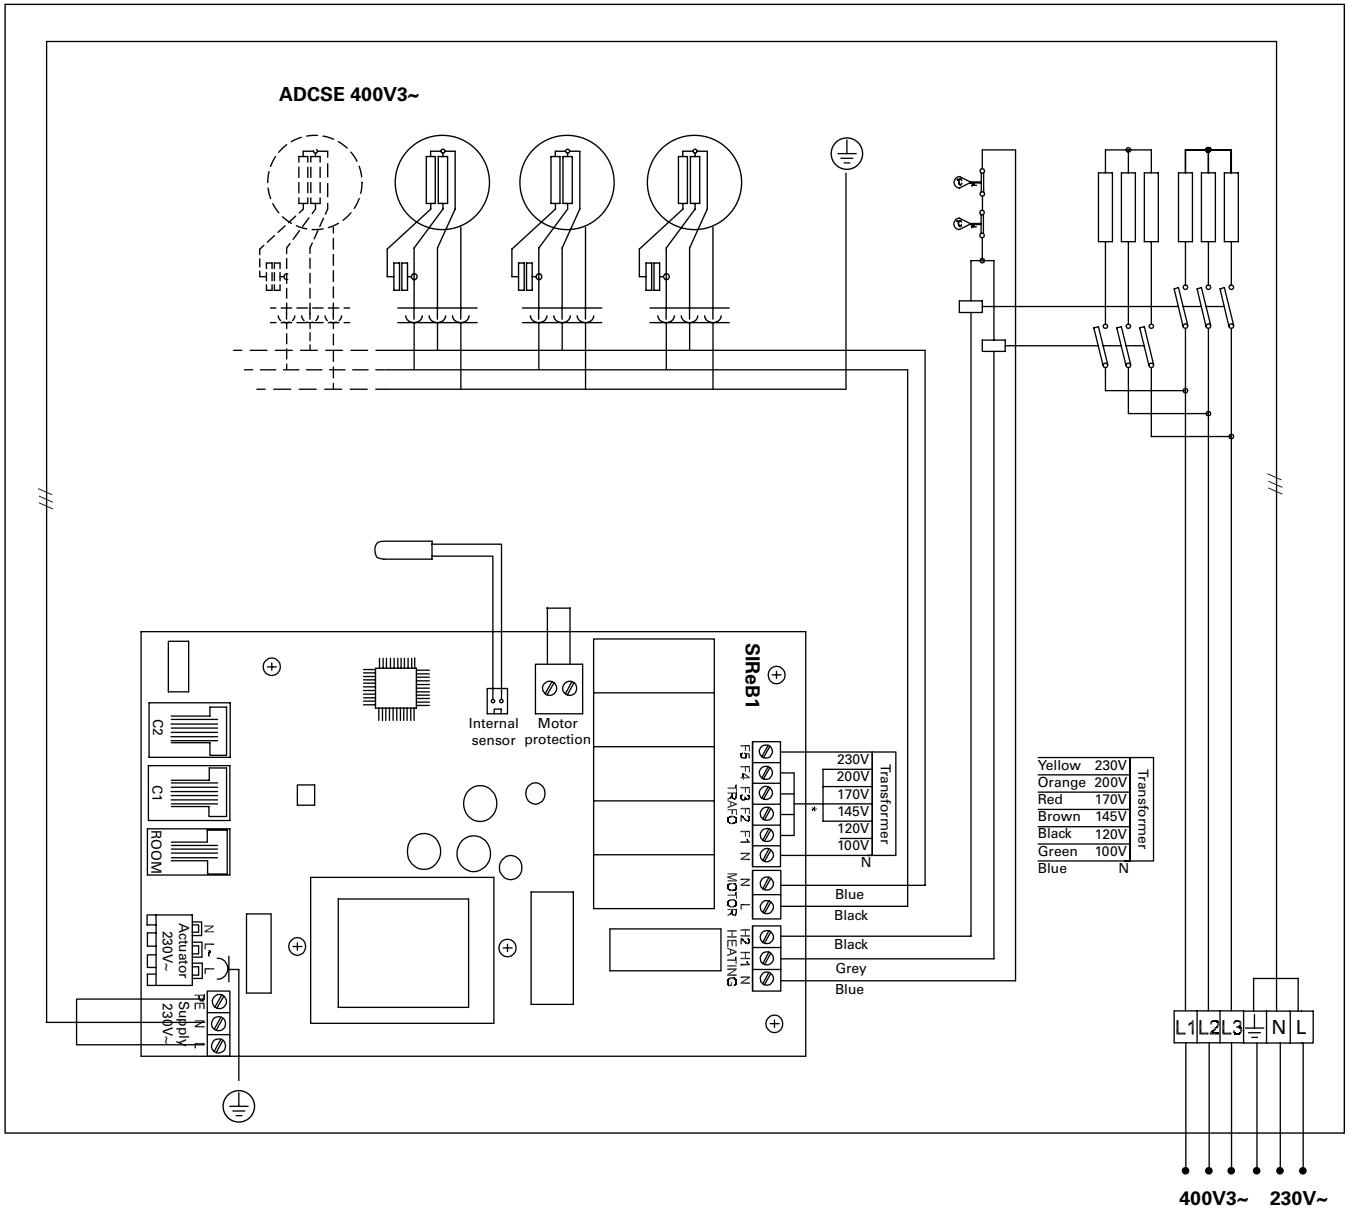 ADCSE 400V3~
SIReB1
Internal
sensor
Motor
protection
C2
C1
ROOM
F5
F4
F3
F2
F1
N
TRAFO
230V
200V
170V
145V
120V
100V
N
*
Transformer
Yellow 230V
Orange 200V
Red 170V
Brown 145V
Black 120V
Green 100V
Blue N
Transformer
N
L
MOTOR
Blue
Black
H2
H1
N
HEATING
Black
Grey
Blue
N
L~
L
Actuator
230V~
PE
N
L
Supply
230V~
L1 L2 L3 N L
400V3~ 230V~